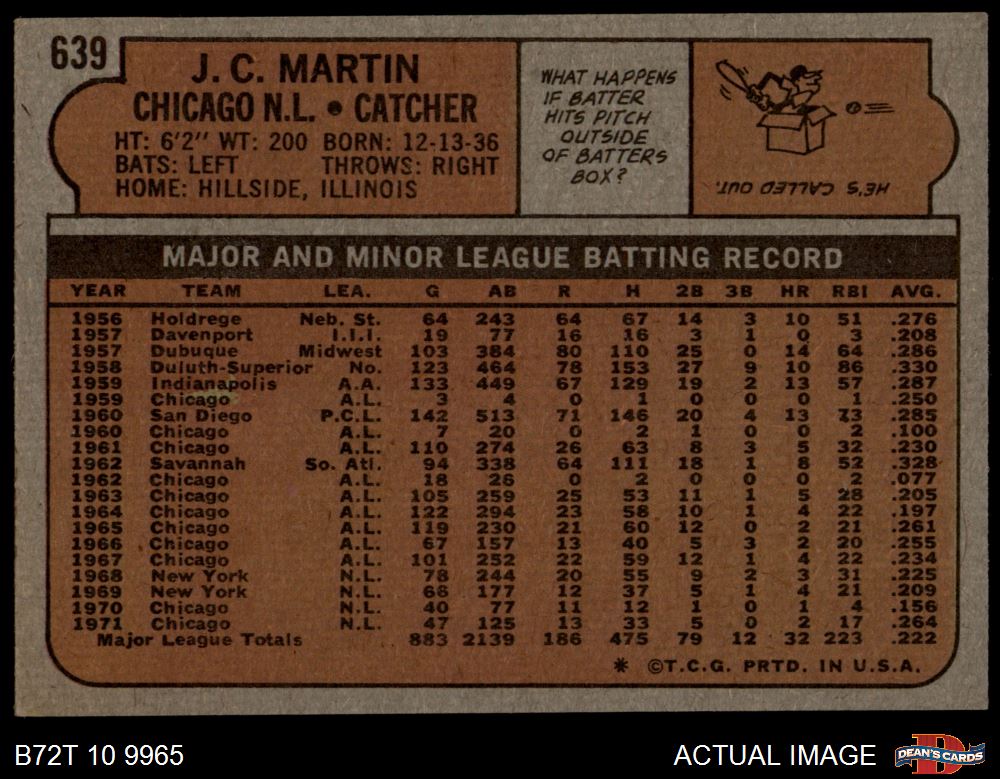 639
J. C. MARTIN
CHICAGO N.L. • CATCHER
HT: 6'2" WT: 200 BORN: 12-13-36
BATS: LEFT THROWS: RIGHT
HOME: HILLSIDE, ILLINOIS
WHAT HAPPENS
IF BATTER
HITS PITCH
OUTSIDE
OF BATTERS
BOX?
HE'S CALLED OUT.
MAJOR AND MINOR LEAGUE BATTING RECORD
YEAR TEAM LEA. G AB R H 2B 3B HR RBI AVG.
1956 Holdrege Neb. St. 64 243 64 67 14 3 10 51 .276
1957 Davenport I.I.I. 19 77 16 16 3 1 0 3 .208
1957 Dubuque Midwest 103 384 80 110 25 0 14 64 .286
1958 Duluth-Superior No. 123 464 78 153 27 9 10 86 .330
1959 Indianapolis A.A. 133 449 67 129 19 2 13 57 .287
1959 Chicago A.L. 3 4 0 1 0 0 0 1 .250
1960 San Diego P.C.L. 142 513 71 146 20 4 13 73 .285
1960 Chicago A.L. 7 20 0 2 1 0 0 2 .100
1961 Chicago A.L. 110 274 26 63 8 3 5 32 .230
1962 Savannah So. Atl. 94 338 64 111 18 1 8 52 .328
1962 Chicago A.L. 18 26 0 2 0 0 0 2 .077
1963 Chicago A.L. 105 259 25 53 11 1 5 28 .205
1964 Chicago A.L. 122 294 23 58 10 1 4 22 .197
1965 Chicago A.L. 119 230 21 60 12 0 2 21 .261
1966 Chicago A.L. 67 157 13 40 5 3 2 20 .255
1967 Chicago A.L. 101 252 22 59 12 1 4 22 .234
1968 New York N.L. 78 244 20 55 9 2 3 31 .225
1969 New York N.L. 66 177 12 37 5 1 4 21 .209
1970 Chicago N.L. 40 77 11 12 1 0 1 4 .156
1971 Chicago N.L. 47 125 13 33 5 0 2 17 .264
Major League Totals 883 2139 186 475 79 12 32 223 .222
* ©T.C.G. PRTD. IN U.S.A.
B72T 10 9965
ACTUAL IMAGE
DEAN'S CARDS